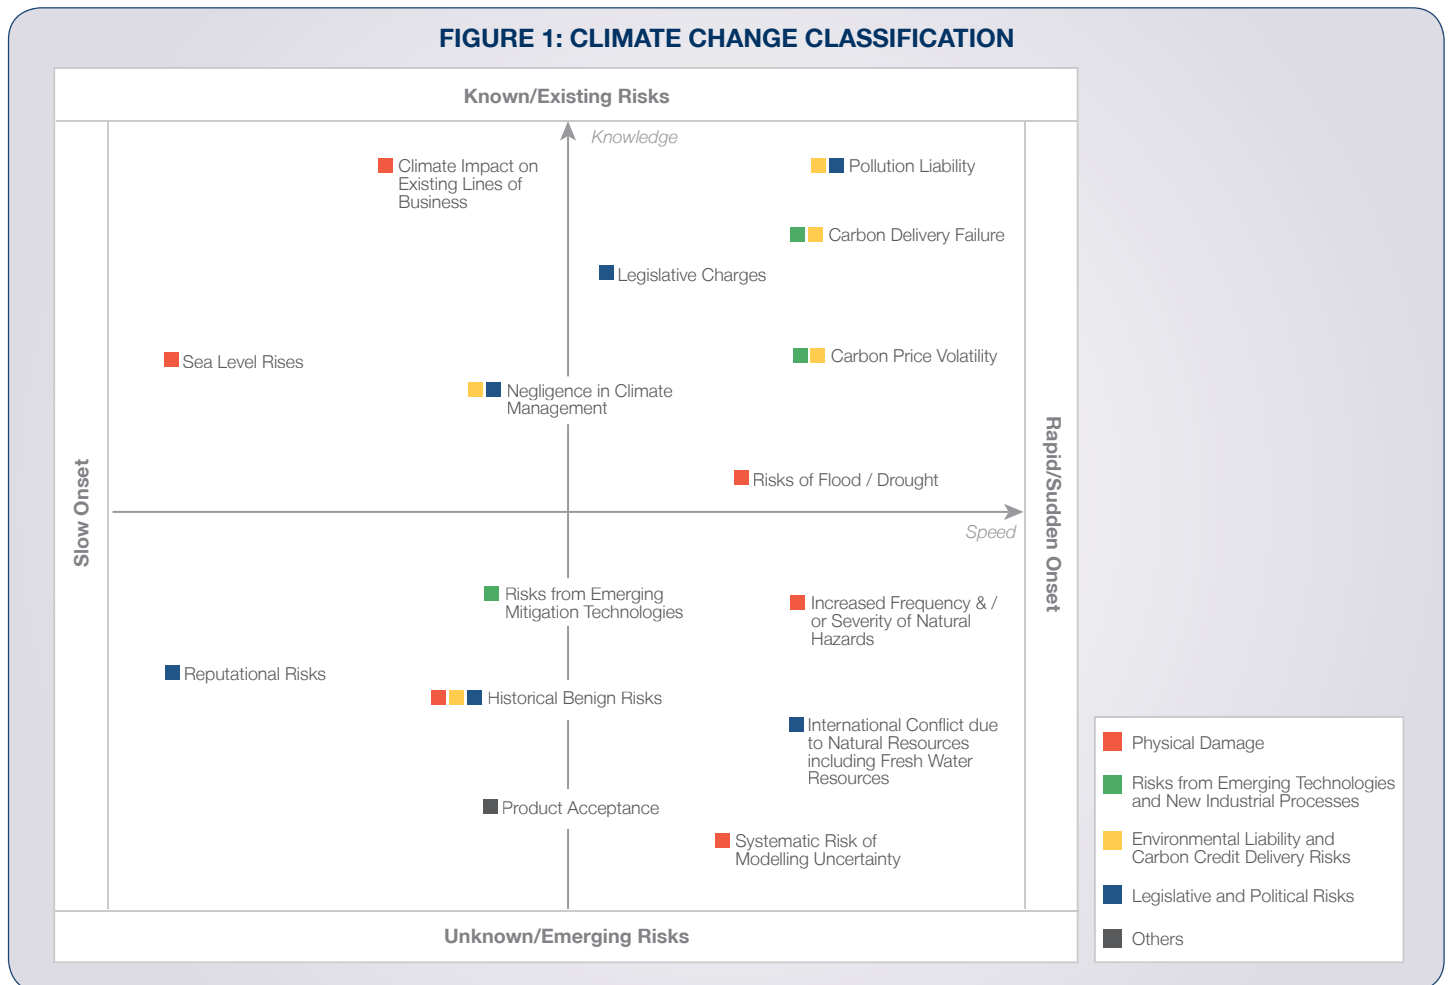 FIGURE 1: CLIMATE CHANGE CLASSIFICATION
Known/Existing Risks
Knowledge
Climate Impact on
Existing Lines of
Business
Pollution Liability
Carbon Delivery Failure
Legislative Charges
Sea Level Rises
Carbon Price Volatility
Negligence in Climate
Management
Risks of Flood / Drought
Slow Onset
Rapid/Sudden Onset
Speed
Risks from Emerging
Mitigation Technologies
Increased Frequency & /
or Severity of Natural
Hazards
Reputational Risks
Historical Benign Risks
International Conflict due
to Natural Resources
including Fresh Water
Resources
Product Acceptance
Systematic Risk of
Modelling Uncertainty
Unknown/Emerging Risks
Physical Damage
Risks from Emerging Technologies
and New Industrial Processes
Environmental Liability and
Carbon Credit Delivery Risks
Legislative and Political Risks
Others